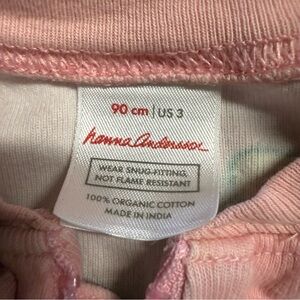 90 cm | US 3
hanna andersson
WEAR SNUG-FITTING,
NOT FLAME RESISTANT
100% ORGANIC COTTON
MADE IN INDIA